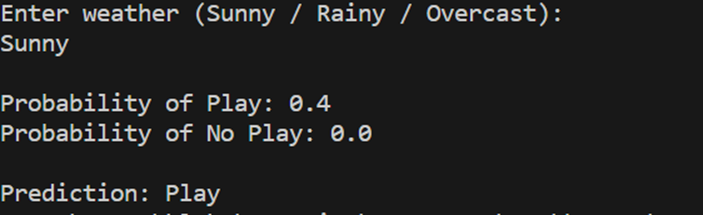 Enter weather (Sunny / Rainy / Overcast):
Sunny
Probability of Play: 0.4
Probability of No Play: 0.0
Prediction: Play